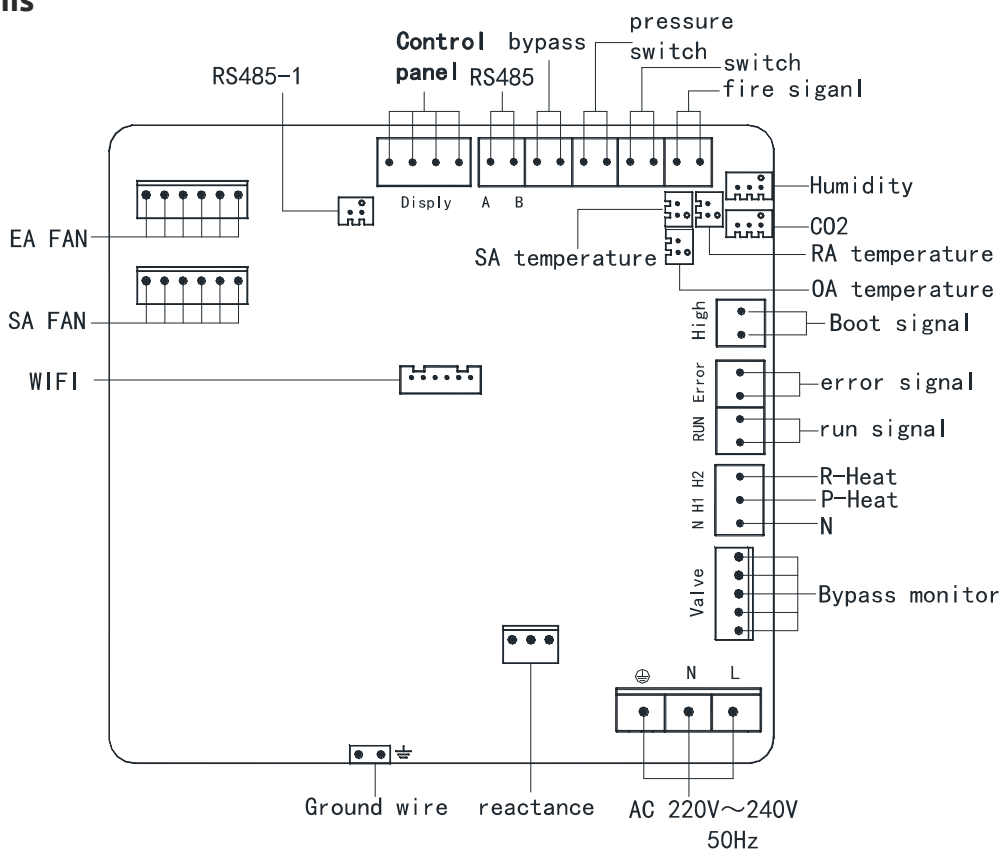 pressure
switch
Control
panel
bypass
RS485
switch
fire siganl
RS485-1
Disply
A B
Humidity
CO2
EA FAN
SA temperature
RA temperature
OA temperature
SA FAN
High
Boot signal
WIFI
Error
error signal
RUN
run signal
N H1 H2
R-Heat
P-Heat
N
Valve
Bypass monitor
N L
Ground wire
reactance
AC 220V～240V
50Hz